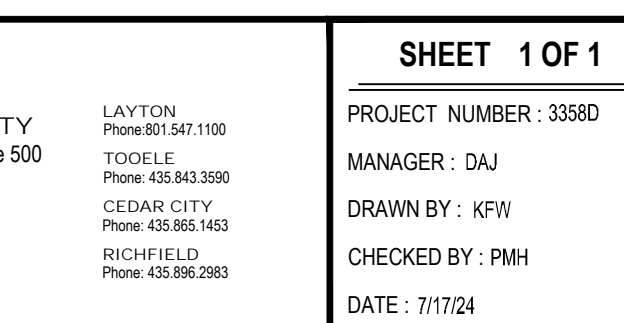 TY
500
LAYTON
Phone:801.547.1100
TOOELE
Phone: 435.843.3590
CEDAR CITY
Phone: 435.865.1453
RICHFIELD
Phone: 435.896.2983
SHEET 1 OF 1
PROJECT NUMBER : 3358D
MANAGER : DAJ
DRAWN BY : KFW
CHECKED BY : PMH
DATE : 7/17/24